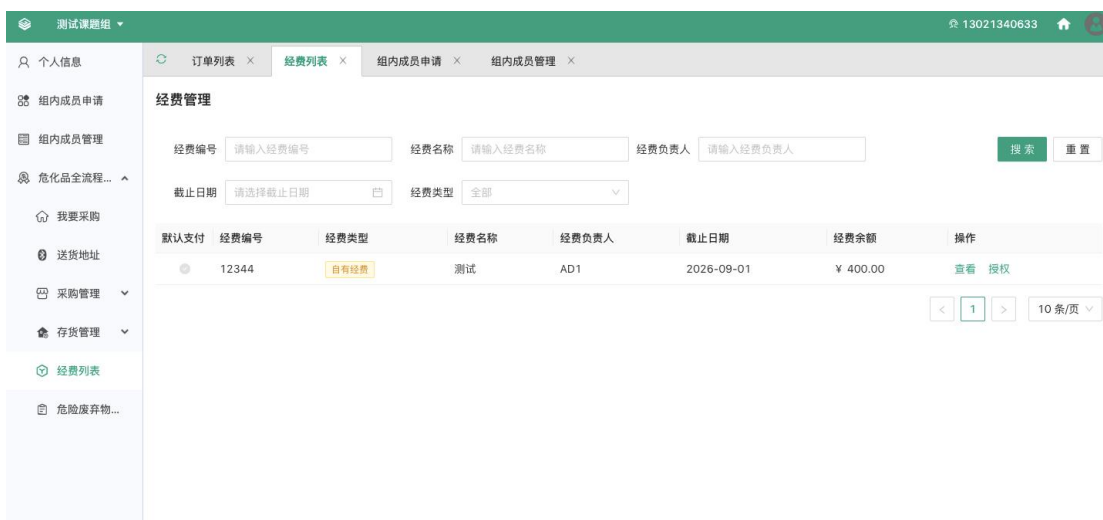 测试课题组 13021340633
个人信息
组内成员申请
组内成员管理
危化品全流程...
我要采购
送货地址
采购管理
存货管理
经费列表
危险废弃物...
订单列表 经费列表 组内成员申请 组内成员管理
经费管理
经费编号 请输入经费编号 经费名称 请输入经费名称 经费负责人 请输入经费负责人 搜索 重置
截止日期 请选择截止日期 经费类型 全部
默认支付 经费编号 经费类型 经费名称 经费负责人 截止日期 经费余额 操作
12344 自有经费 测试 AD1 2026-09-01 ¥ 400.00 查看 授权
< 1 > 10 条/页